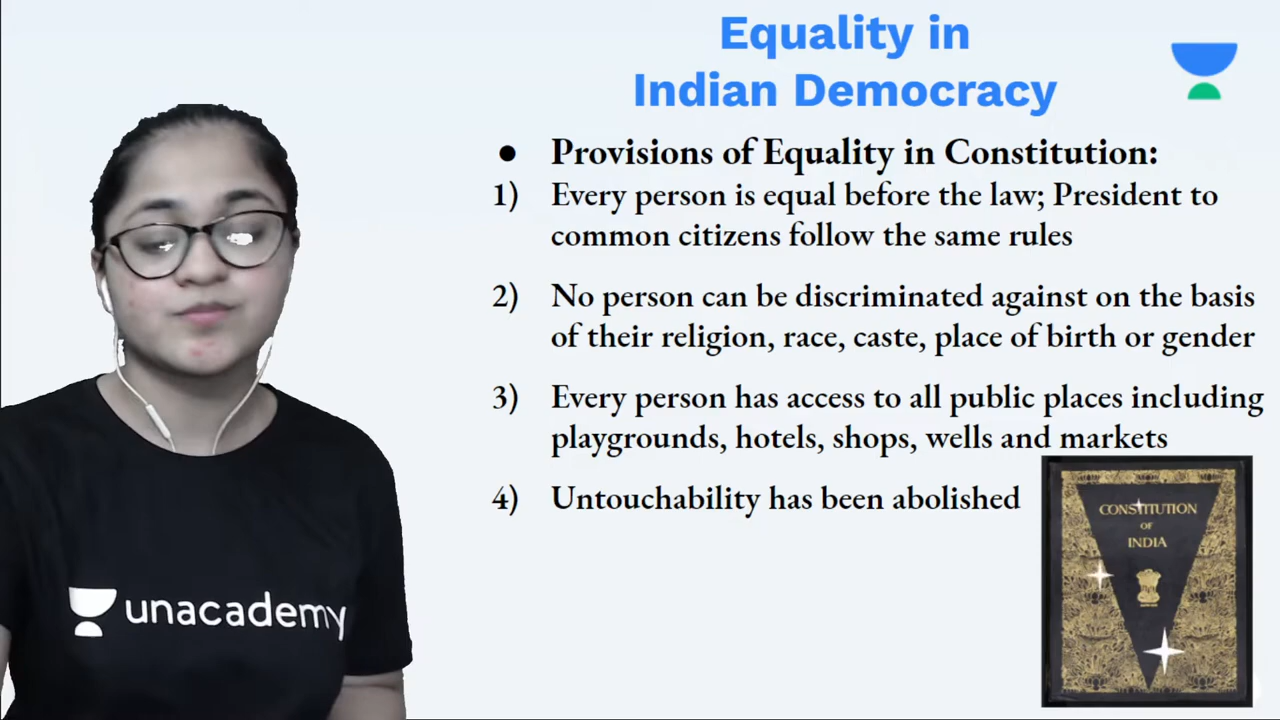 Equality in
Indian Democracy
● Provisions of Equality in Constitution:
1) Every person is equal before the law; President to
common citizens follow the same rules
2) No person can be discriminated against on the basis
of their religion, race, caste, place of birth or gender
3) Every person has access to all public places including
playgrounds, hotels, shops, wells and markets
4) Untouchability has been abolished
CONSTITUTION
OF
INDIA
unacademy